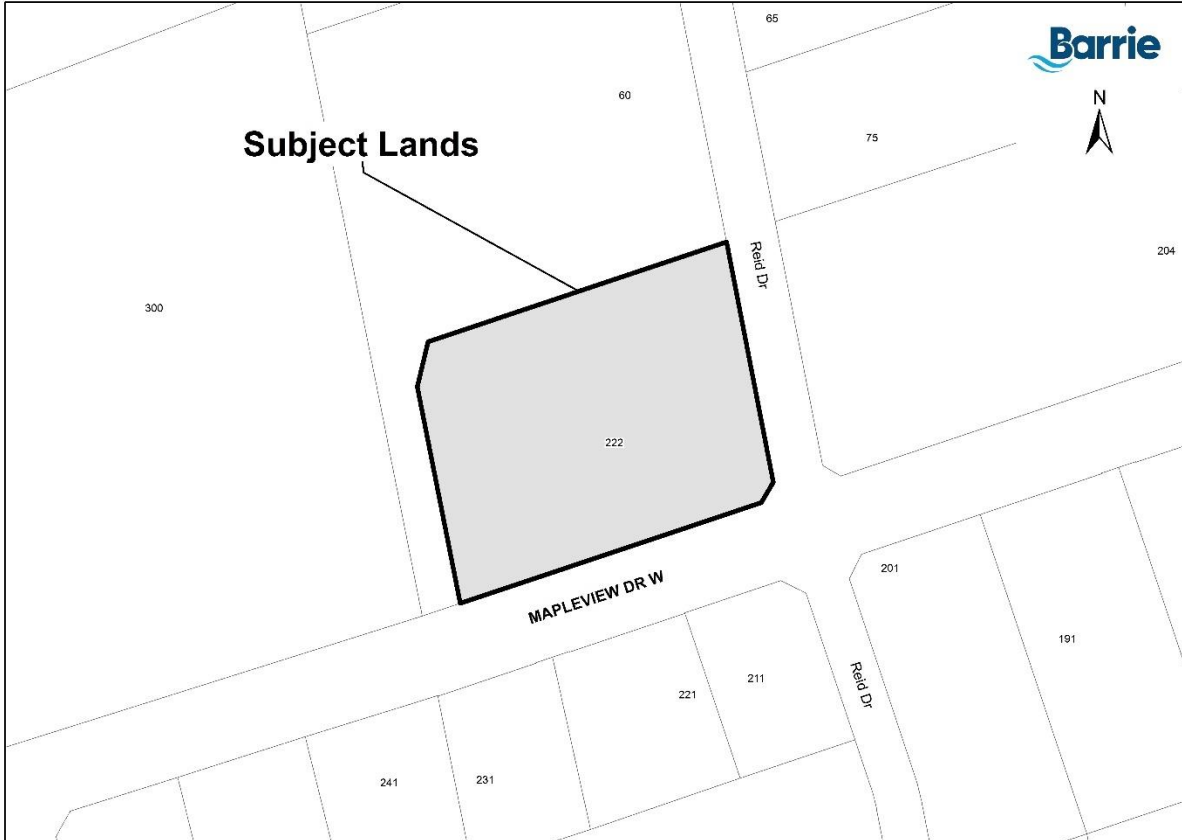 65
Barrie
60
N
Subject Lands
75
Reid Dr
204
300
222
201
MAPLEVIEW DR W
191
211
Reid Dr
221
241
231